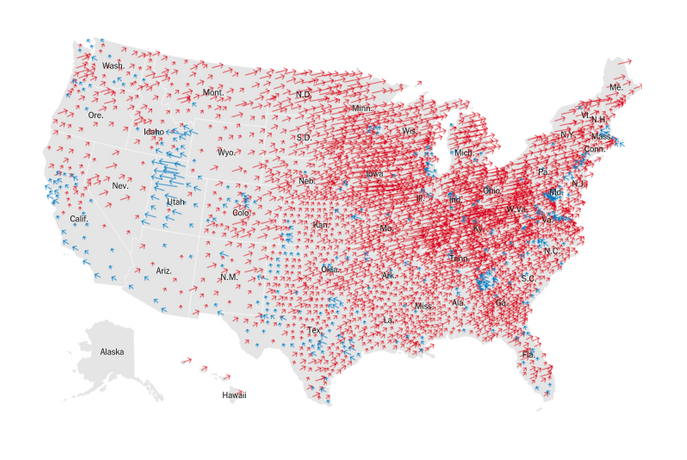 Wash.
Mont.
N.D.
Minn.
Me.
Ore.
Idaho
S.D.
Wis.
Vt.
N.H.
N.Y.
Mass.
Conn.
Wyo.
Mich.
Iowa
Neb.
Pa.
N.J.
Nev.
Utah
Colo.
Ill.
Ind.
Ohio
Md.
W.Va.
Va.
Calif.
Kan.
Mo.
Ky.
N.C.
Ariz.
N.M.
Okla.
Ark.
Tenn.
S.C.
Tex.
La.
Miss.
Ala.
Ga.
Alaska
Fla.
Hawaii